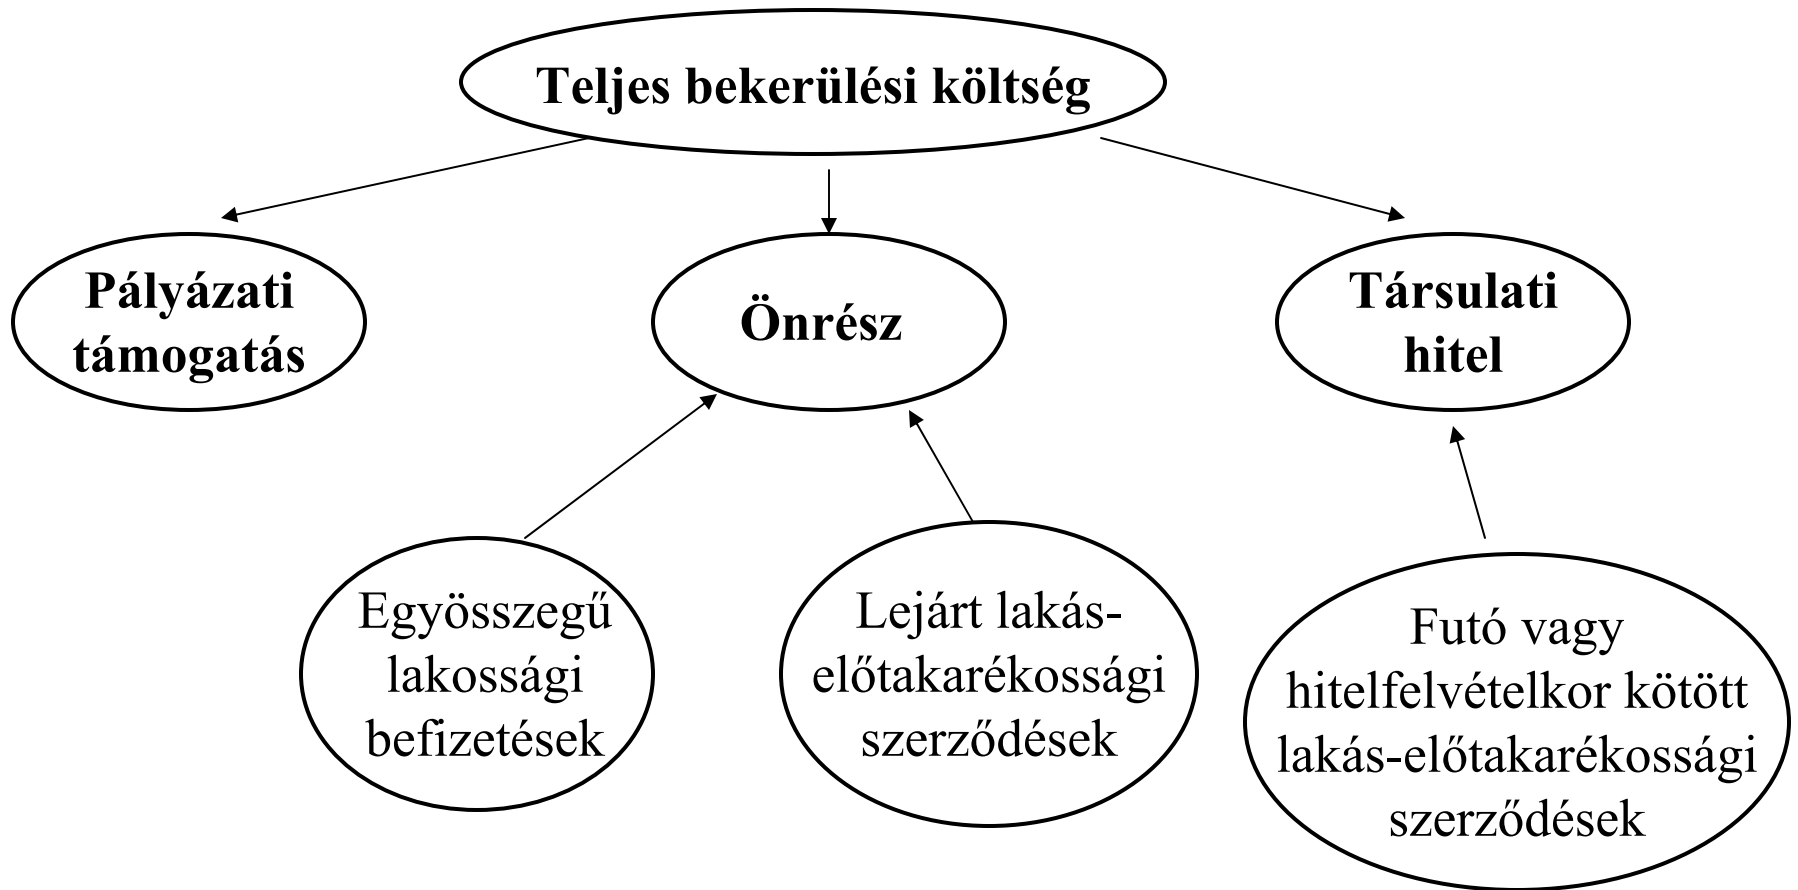 Teljes bekerülési költség
Pályázati
támogatás
Önrész
Társulati
hitel
Egyösszegű
lakossági
befizetések
Lejárt lakás-
előtakarékossági
szerződések
Futó vagy
hitelfelvételkor kötött
lakás-előtakarékossági
szerződések